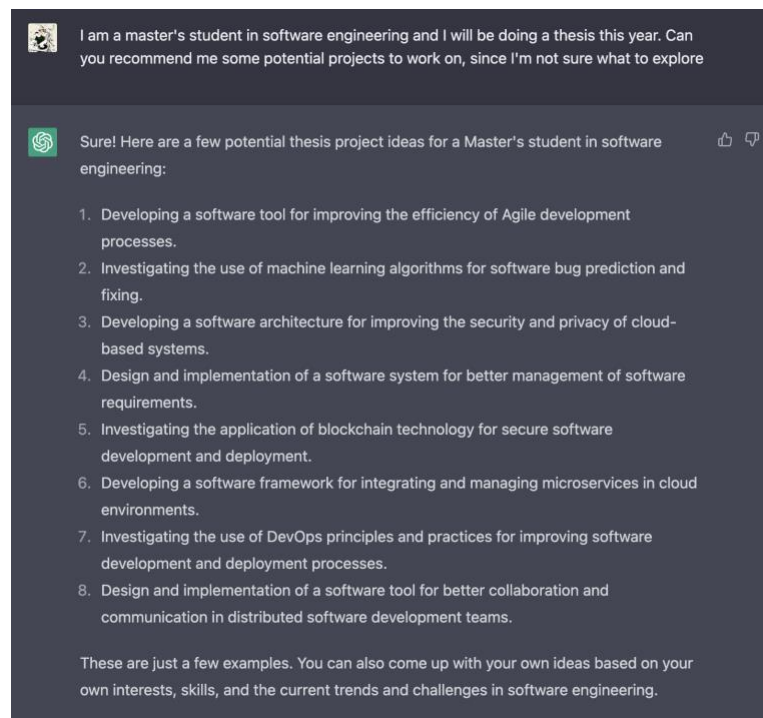 I am a master's student in software engineering and I will be doing a thesis this year. Can
you recommend me some potential projects to work on, since I'm not sure what to explore
Sure! Here are a few potential thesis project ideas for a Master's student in software
engineering:
1. Developing a software tool for improving the efficiency of Agile development
processes.
2. Investigating the use of machine learning algorithms for software bug prediction and
fixing.
3. Developing a software architecture for improving the security and privacy of cloud-
based systems.
4. Design and implementation of a software system for better management of software
requirements.
5. Investigating the application of blockchain technology for secure software
development and deployment.
6. Developing a software framework for integrating and managing microservices in cloud
environments.
7. Investigating the use of DevOps principles and practices for improving software
development and deployment processes.
8. Design and implementation of a software tool for better collaboration and
communication in distributed software development teams.
These are just a few examples. You can also come up with your own ideas based on your
own interests, skills, and the current trends and challenges in software engineering.